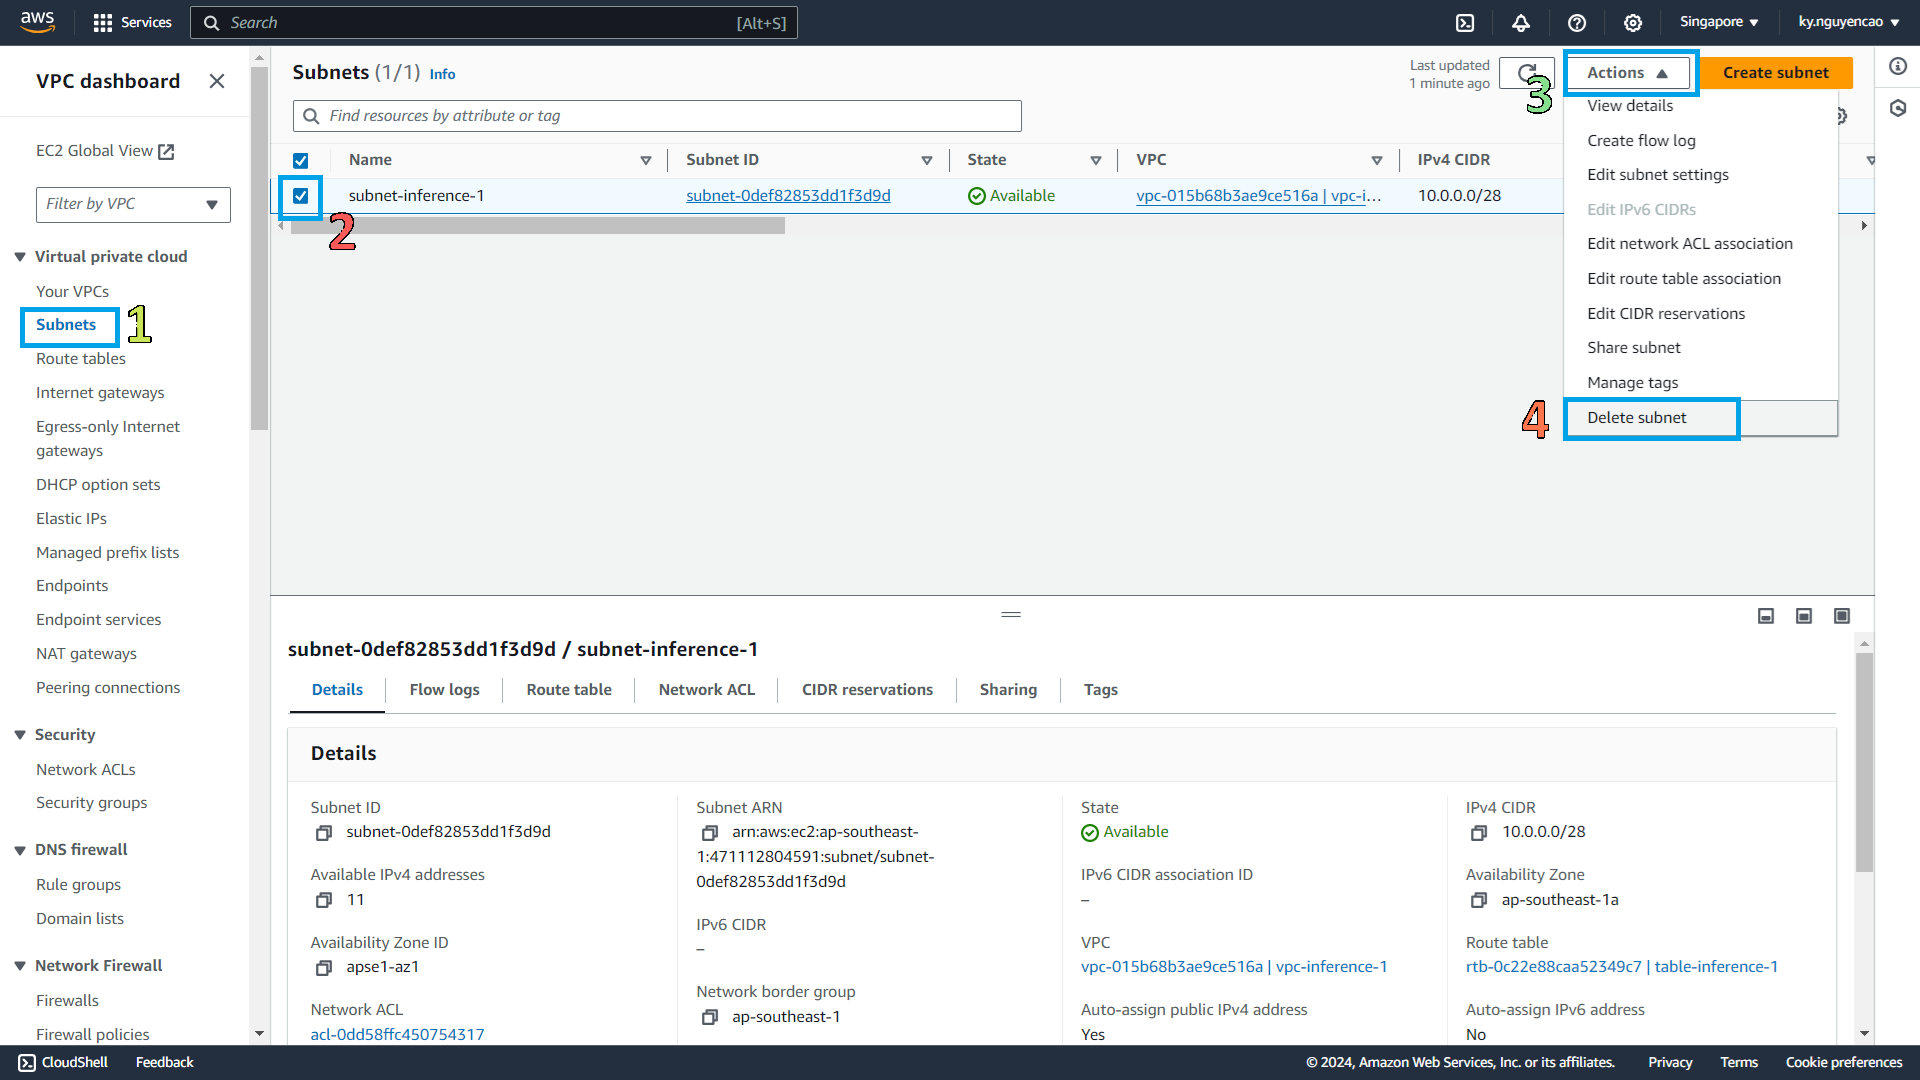 aws
Services
Search
[Alt+S]
Singapore
ky.nguyencao
VPC dashboard
EC2 Global View
Filter by VPC
Virtual private cloud
Your VPCs
Subnets
1
Route tables
Internet gateways
Egress-only Internet
gateways
DHCP option sets
Elastic IPs
Managed prefix lists
Endpoints
Endpoint services
NAT gateways
Peering connections
Security
Network ACLs
Security groups
DNS firewall
Rule groups
Domain lists
Network Firewall
Firewalls
Firewall policies
Subnets (1/1) Info
Last updated
1 minute ago
3
Actions
Create subnet
Find resources by attribute or tag
Name Subnet ID State VPC IPv4 CIDR
subnet-inference-1 subnet-0def82853dd1f3d9d Available vpc-015b68b3ae9ce516a | vpc-i... 10.0.0.0/28
2
View details
Create flow log
Edit subnet settings
Edit IPv6 CIDRs
Edit network ACL association
Edit route table association
Edit CIDR reservations
Share subnet
Manage tags
4
Delete subnet
subnet-0def82853dd1f3d9d / subnet-inference-1
Details Flow logs Route table Network ACL CIDR reservations Sharing Tags
Details
Subnet ID
subnet-0def82853dd1f3d9d
Available IPv4 addresses
11
Availability Zone ID
apse1-az1
Network ACL
acl-0dd58ffc450754317
Subnet ARN
arn:aws:ec2:ap-southeast-
1:471112804591:subnet/subnet-
0def82853dd1f3d9d
IPv6 CIDR
–
Network border group
ap-southeast-1
State
Available
IPv6 CIDR association ID
–
VPC
vpc-015b68b3ae9ce516a | vpc-inference-1
Auto-assign public IPv4 address
Yes
IPv4 CIDR
10.0.0.0/28
Availability Zone
ap-southeast-1a
Route table
rtb-0c22e88caa52349c7 | table-inference-1
Auto-assign IPv6 address
No
CloudShell
Feedback
© 2024, Amazon Web Services, Inc. or its affiliates.
Privacy
Terms
Cookie preferences